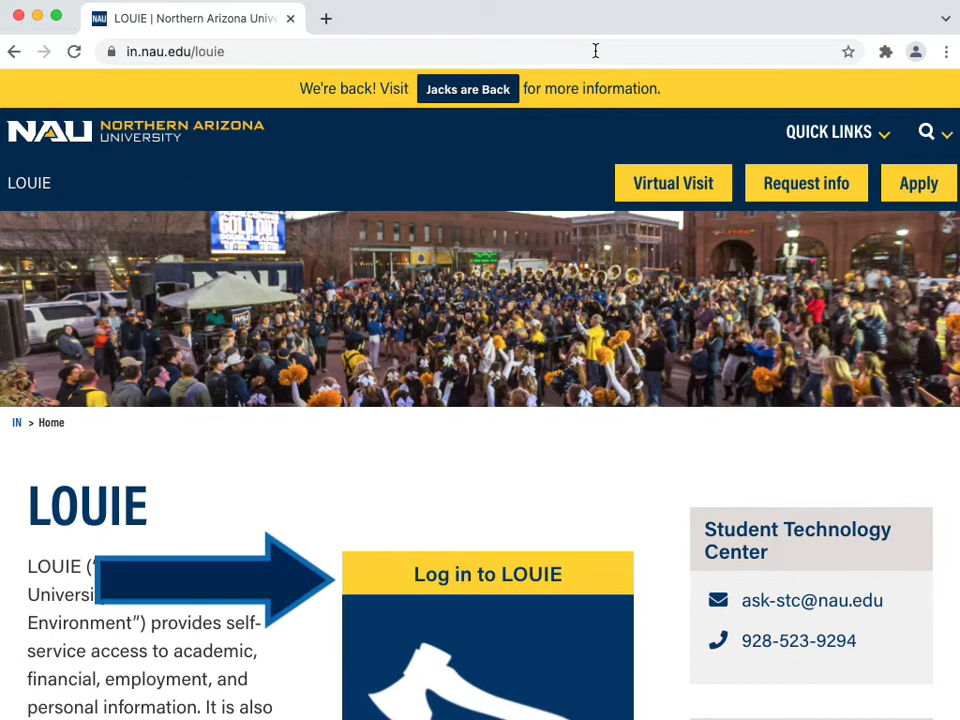 LOUIE | Northern Arizona Unive
in.nau.edu/louie
We're back! Visit Jacks are Back for more information.
NAU NORTHERN ARIZONA
UNIVERSITY
QUICK LINKS
LOUIE
Virtual Visit
Request info
Apply
SOLD OUT
NAU
IN > Home
LOUIE
LOUIE ("
Universi
Environment") provides self-
service access to academic,
financial, employment, and
personal information. It is also
Log in to LOUIE
Student Technology
Center
ask-stc@nau.edu
928-523-9294